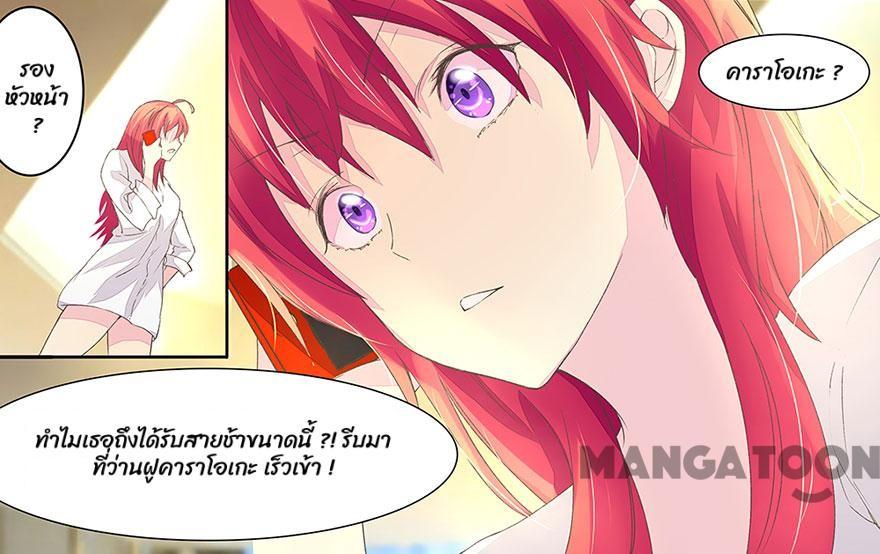 รอง
หัวหน้า
?
คาราโอเกะ ?
ทำไมเธอถึงได้รับสายช้าขนาดนี้ ?! รีบมา
ที่ว่านฝูคาราโอเกะ เร็วเข้า !
MANGATOON